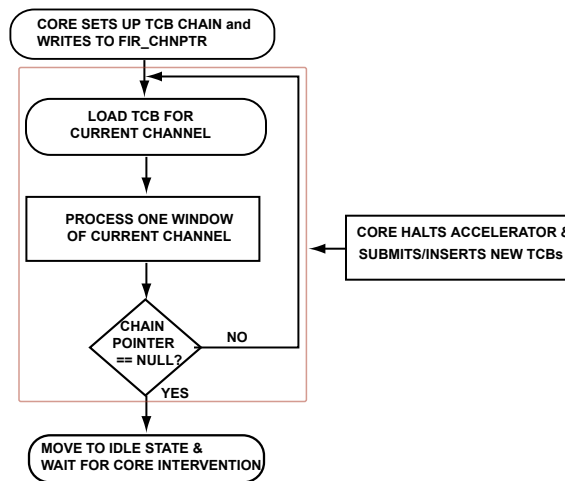 CORE SETS UP TCB CHAIN and
WRITES TO FIR_CHNPTR
LOAD TCB FOR
CURRENT CHANNEL
PROCESS ONE WINDOW
OF CURRENT CHANNEL
CORE HALTS ACCELERATOR &
SUBMITS/INSERTS NEW TCBs
CHAIN
POINTER
== NULL?
NO
YES
MOVE TO IDLE STATE &
WAIT FOR CORE INTERVENTION